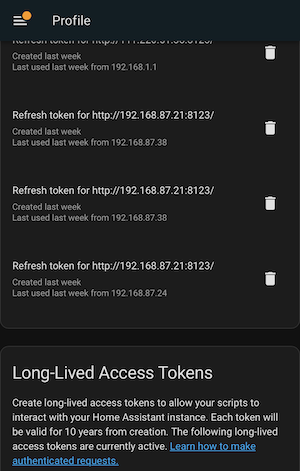 Profile
Refresh token for
Created last week
Last used last week from 192.168.1.1
Refresh token for http://192.168.87.21:8123/
Created last week
Last used last week from 192.168.87.38
Refresh token for http://192.168.87.21:8123/
Created last week
Last used last week from 192.168.87.38
Refresh token for http://192.168.87.21:8123/
Created last week
Last used last week from 192.168.87.24
Long-Lived Access Tokens
Create long-lived access tokens to allow your scripts to
interact with your Home Assistant instance. Each token will
be valid for 10 years from creation. The following long-lived
access tokens are currently active. Learn how to make
authenticated requests.